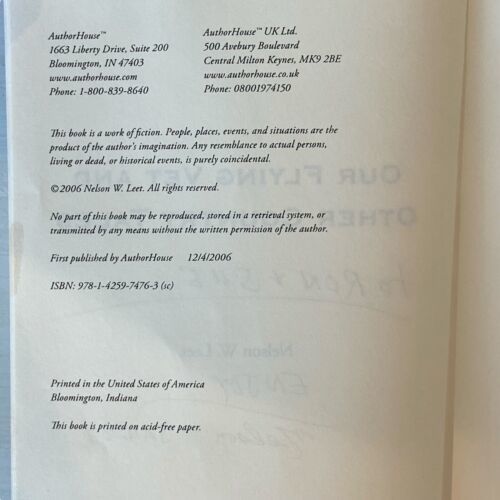 AuthorHouse™
1663 Liberty Drive, Suite 200
Bloomington, IN 47403
www.authorhouse.com
Phone: 1-800-839-8640
AuthorHouse™ UK Ltd.
500 Avebury Boulevard
Central Milton Keynes, MK9 2BE
www.authorhouse.co.uk
Phone: 08001974150
This book is a work of fiction. People, places, events, and situations are the
product of the author's imagination. Any resemblance to actual persons,
living or dead, or historical events, is purely coincidental.
©2006 Nelson W. Leet. All rights reserved.
No part of this book may be reproduced, stored in a retrieval system, or
transmitted by any means without the written permission of the author.
First published by AuthorHouse 12/4/2006
ISBN: 978-1-4259-7476-3 (sc)
Printed in the United States of America
Bloomington, Indiana
This book is printed on acid-free paper.